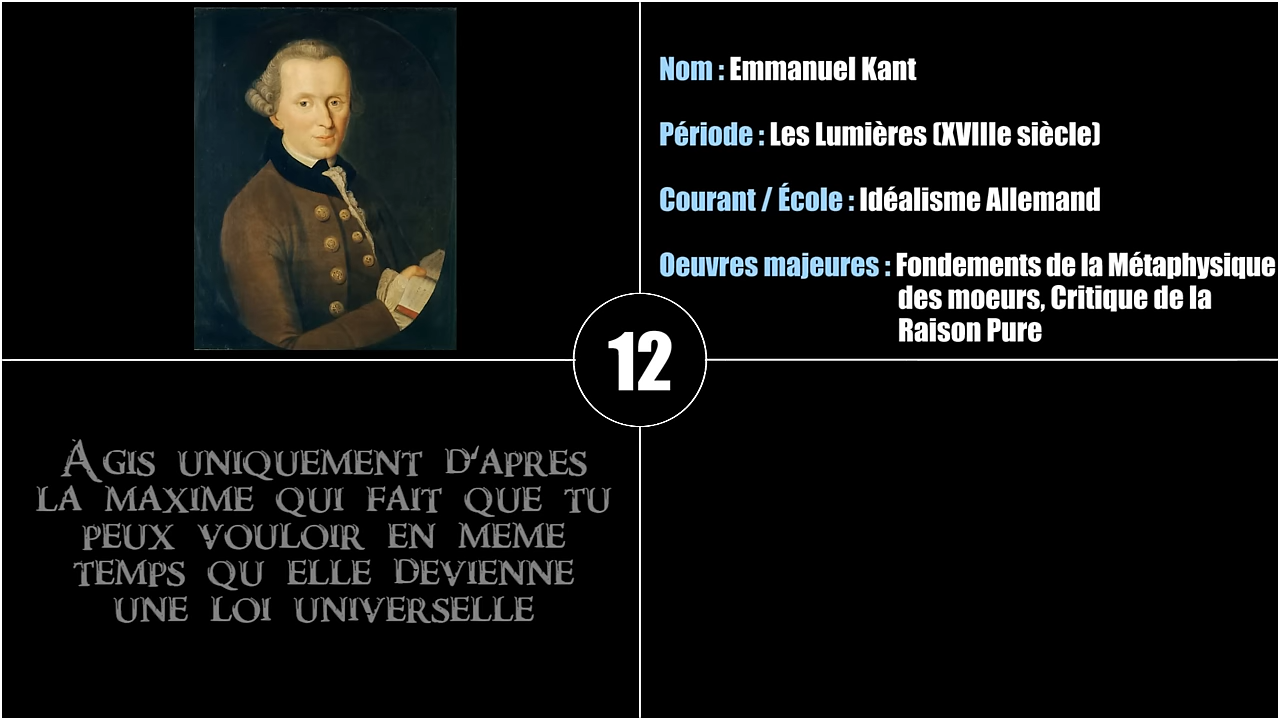 Nom : Emmanuel Kant
Période : Les Lumières (XVIIIe siècle)
Courant / École : Idéalisme Allemand
Oeuvres majeures : Fondements de la Métaphysique
des moeurs, Critique de la
Raison Pure
12
Agis uniquement d'apres
la maxime qui fait que tu
peux vouloir en meme
temps qu elle devienne
une loi universelle